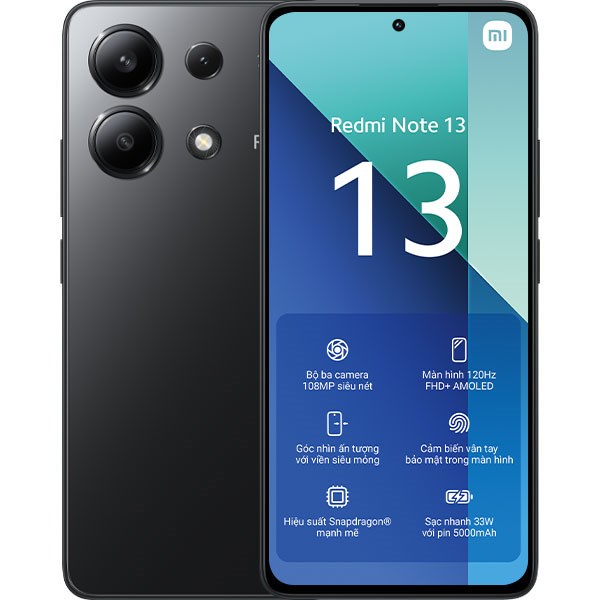 mi
Redmi Note 13
13
Bộ ba camera
108MP siêu nét
Màn hình 120Hz
FHD+ AMOLED
Góc nhìn ấn tượng
với viền siêu mỏng
Cảm biến vân tay
bảo mật trong màn hình
Hiệu suất Snapdragon®
mạnh mẽ
Sạc nhanh 33W
với pin 5000mAh